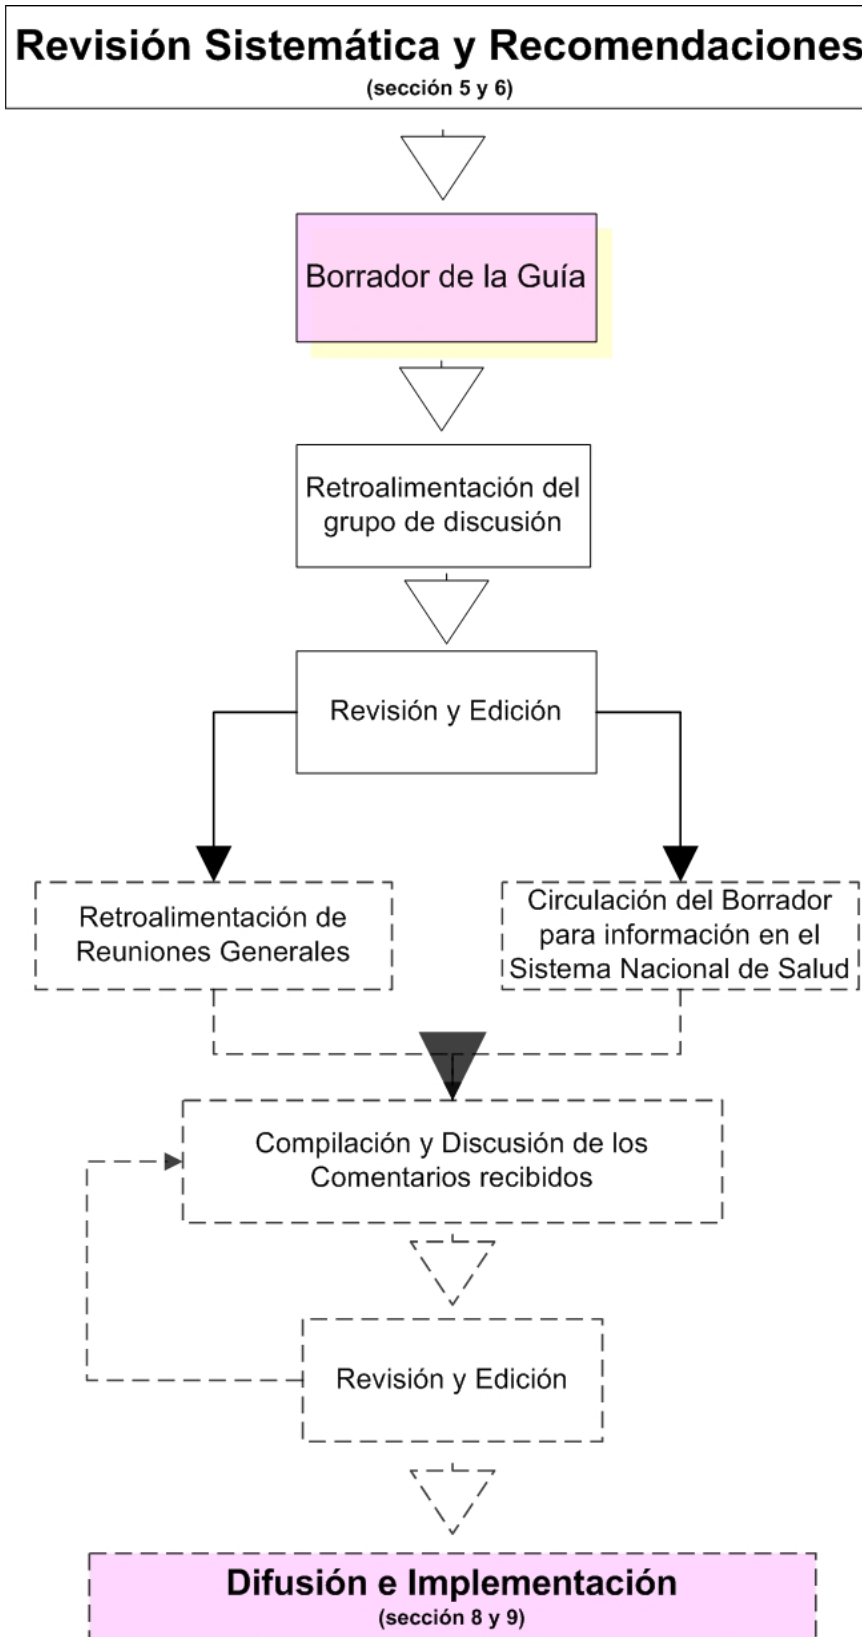 Revisión Sistemática y Recomendaciones
(sección 5 y 6)
Borrador de la Guía
Retroalimentación del
grupo de discusión
Revisión y Edición
Retroalimentación de
Reuniones Generales
Circulación del Borrador
para información en el
Sistema Nacional de Salud
Compilación y Discusión de los
Comentarios recibidos
Revisión y Edición
Difusión e Implementación
(sección 8 y 9)